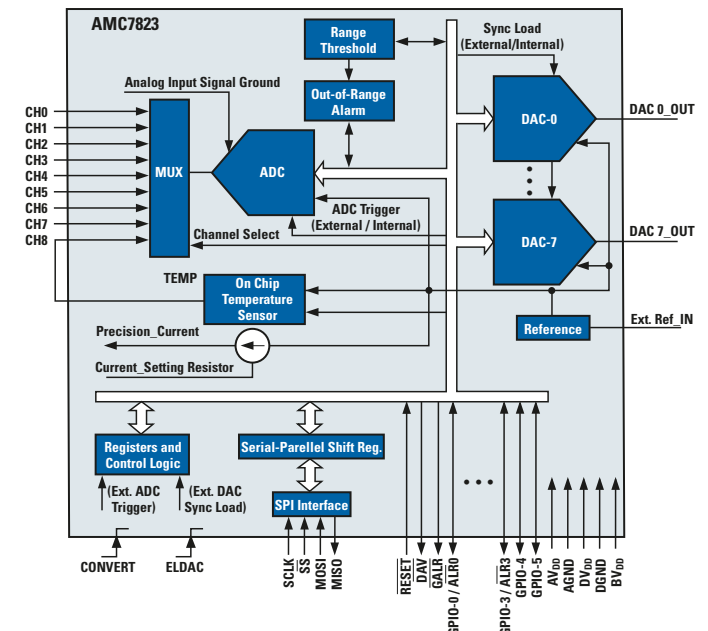 AMC7823
Range
Threshold
Sync Load
(External/Internal)
Analog Input Signal Ground
Out-of-Range
Alarm
CH0
CH1
CH2
CH3
CH4
CH5
CH6
CH7
CH8
MUX
ADC
DAC-0
DAC 0_OUT
ADC Trigger
(External / Internal)
Channel Select
DAC-7
DAC 7_OUT
TEMP
On Chip
Temperature
Sensor
Reference
Ext. Ref_IN
Precision_Current
Current_Setting Resistor
Registers and
Control Logic
Serial-Parellel Shift Reg.
(Ext. ADC
Trigger)
(Ext. DAC
Sync Load)
SPI Interface
CONVERT
ELDAC
SCLK
SS
MOSI
MISO
RESET
DAV
GALR
GPIO-0 / ALR0
GPIO-3 / ALR3
GPIO-4
GPIO-5
AVDD
AGND
DVDD
DGND
BVDD